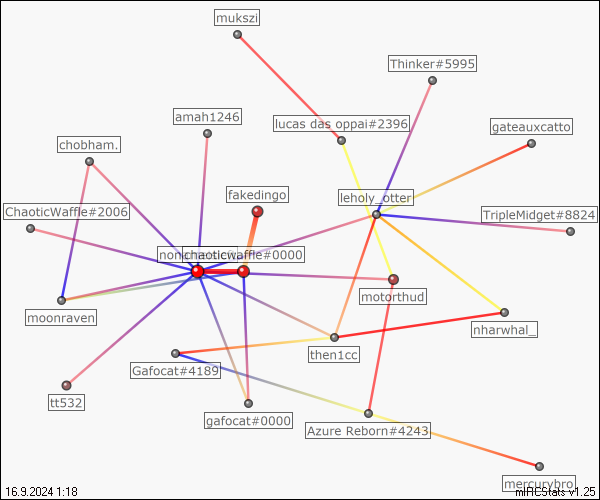 mukszi
Thinker#5995
amah1246
lucas das oppai#2396
gateauxcatto
chobham.
fakedingo
leholy_otter
ChaoticWaffle#2006
TripleMidget#8824
waffle#0000
motorthud
moonraven
nharwhal_
then1cc
Gafocat#4189
tt532
gafocat#0000
Azure Reborn#4243
mercurybro
16.9.2024 1:18
mIRCStats v1.25